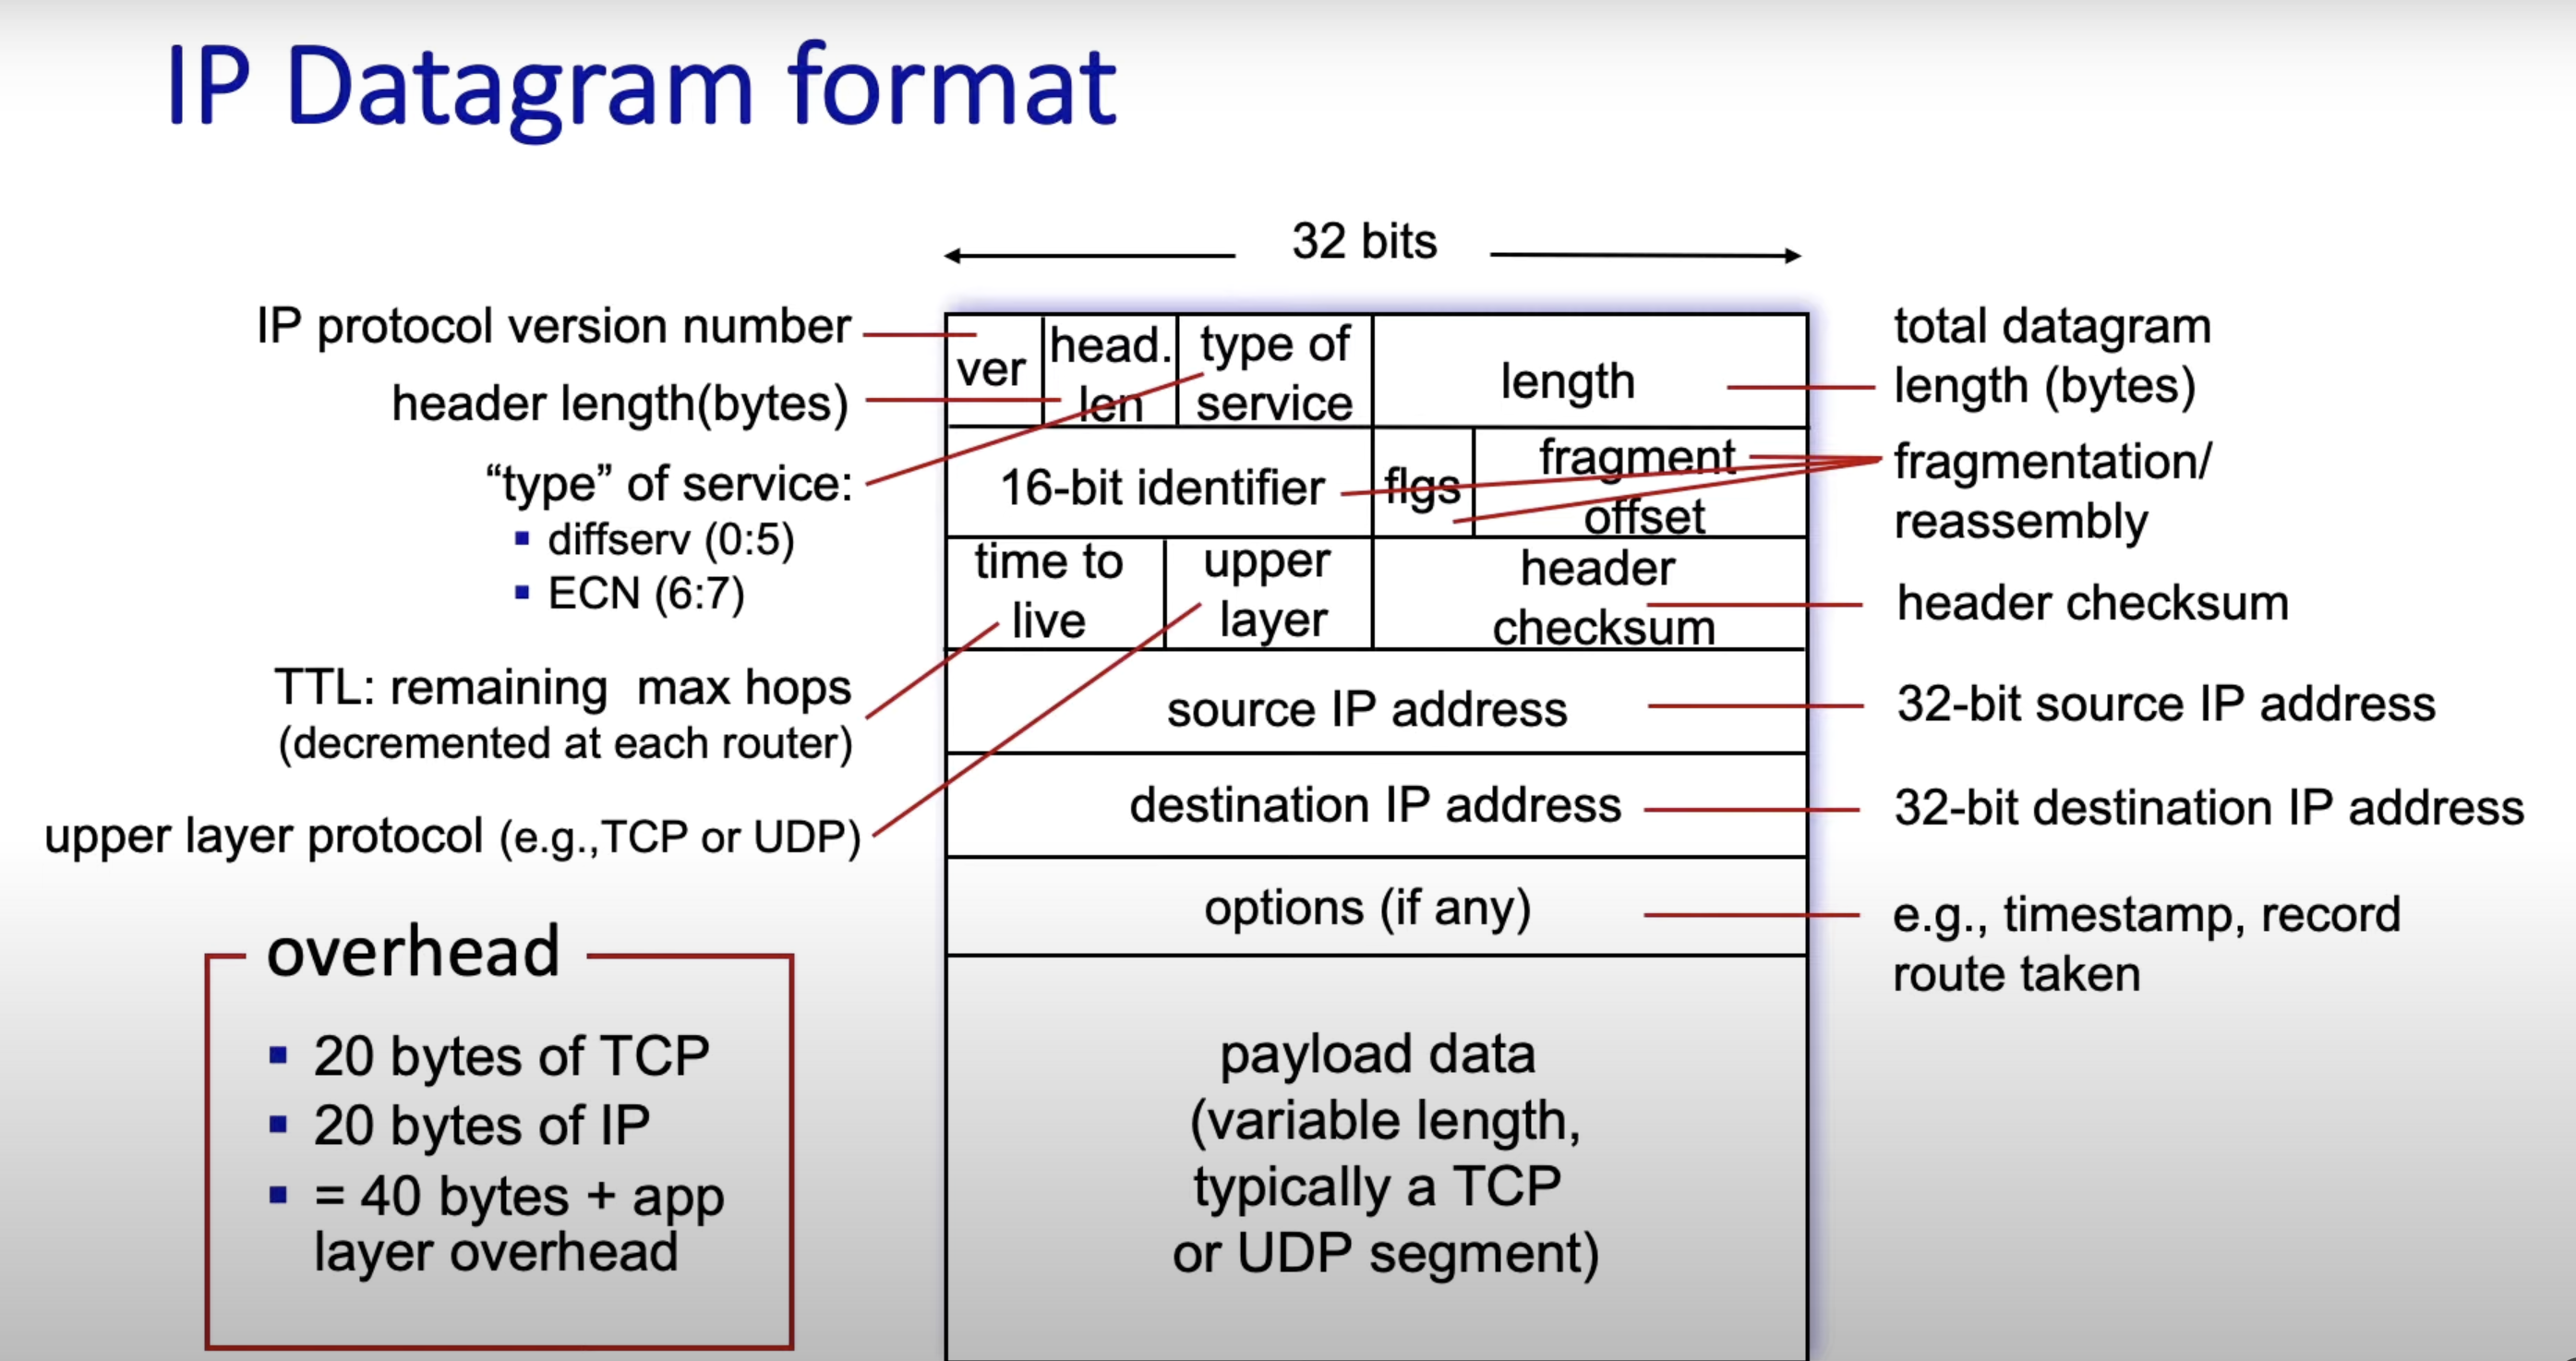 IP Datagram format
32 bits
IP protocol version number
header length(bytes)
“type” of service:
▪ diffserv (0:5)
▪ ECN (6:7)
TTL: remaining max hops
(decremented at each router)
upper layer protocol (e.g.,TCP or UDP)
overhead
▪ 20 bytes of TCP
▪ 20 bytes of IP
▪ = 40 bytes + app
layer overhead
ver
head.
len
type of
service
length
16-bit identifier
flgs
fragment
offset
time to
live
upper
layer
header
checksum
source IP address
destination IP address
options (if any)
payload data
(variable length,
typically a TCP
or UDP segment)
total datagram
length (bytes)
fragmentation/
reassembly
header checksum
32-bit source IP address
32-bit destination IP address
e.g., timestamp, record
route taken